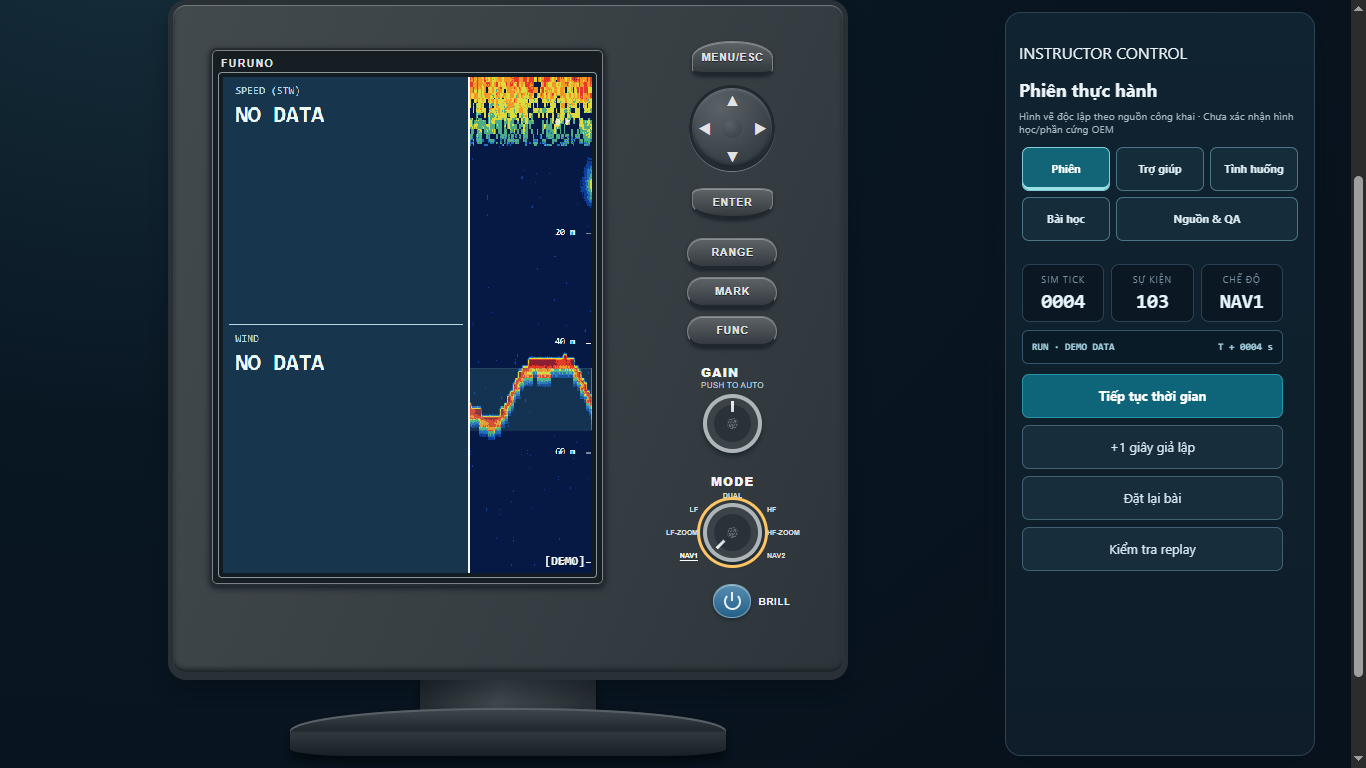 FURUNO
SPEED (STW)
NO DATA
WIND
NO DATA
20 m
40 m
60 m
[DEMO]
MENU/ESC
ENTER
RANGE
MARK
FUNC
GAIN
PUSH TO AUTO
MODE
DUAL
LF
HF
LF-ZOOM
HF-ZOOM
NAV1
NAV2
BRILL
INSTRUCTOR CONTROL
Phiên thực hành
Hình vẽ độc lập theo nguồn công khai · Chưa xác nhận hình
học/phần cứng OEM
Phiên
Trợ giúp
Tình huống
Bài học
Nguồn & QA
SIM TICK
SỰ KIỆN
CHẾ ĐỘ
0004
103
NAV1
RUN · DEMO DATA
T + 0004 s
Tiếp tục thời gian
+1 giây giả lập
Đặt lại bài
Kiểm tra replay